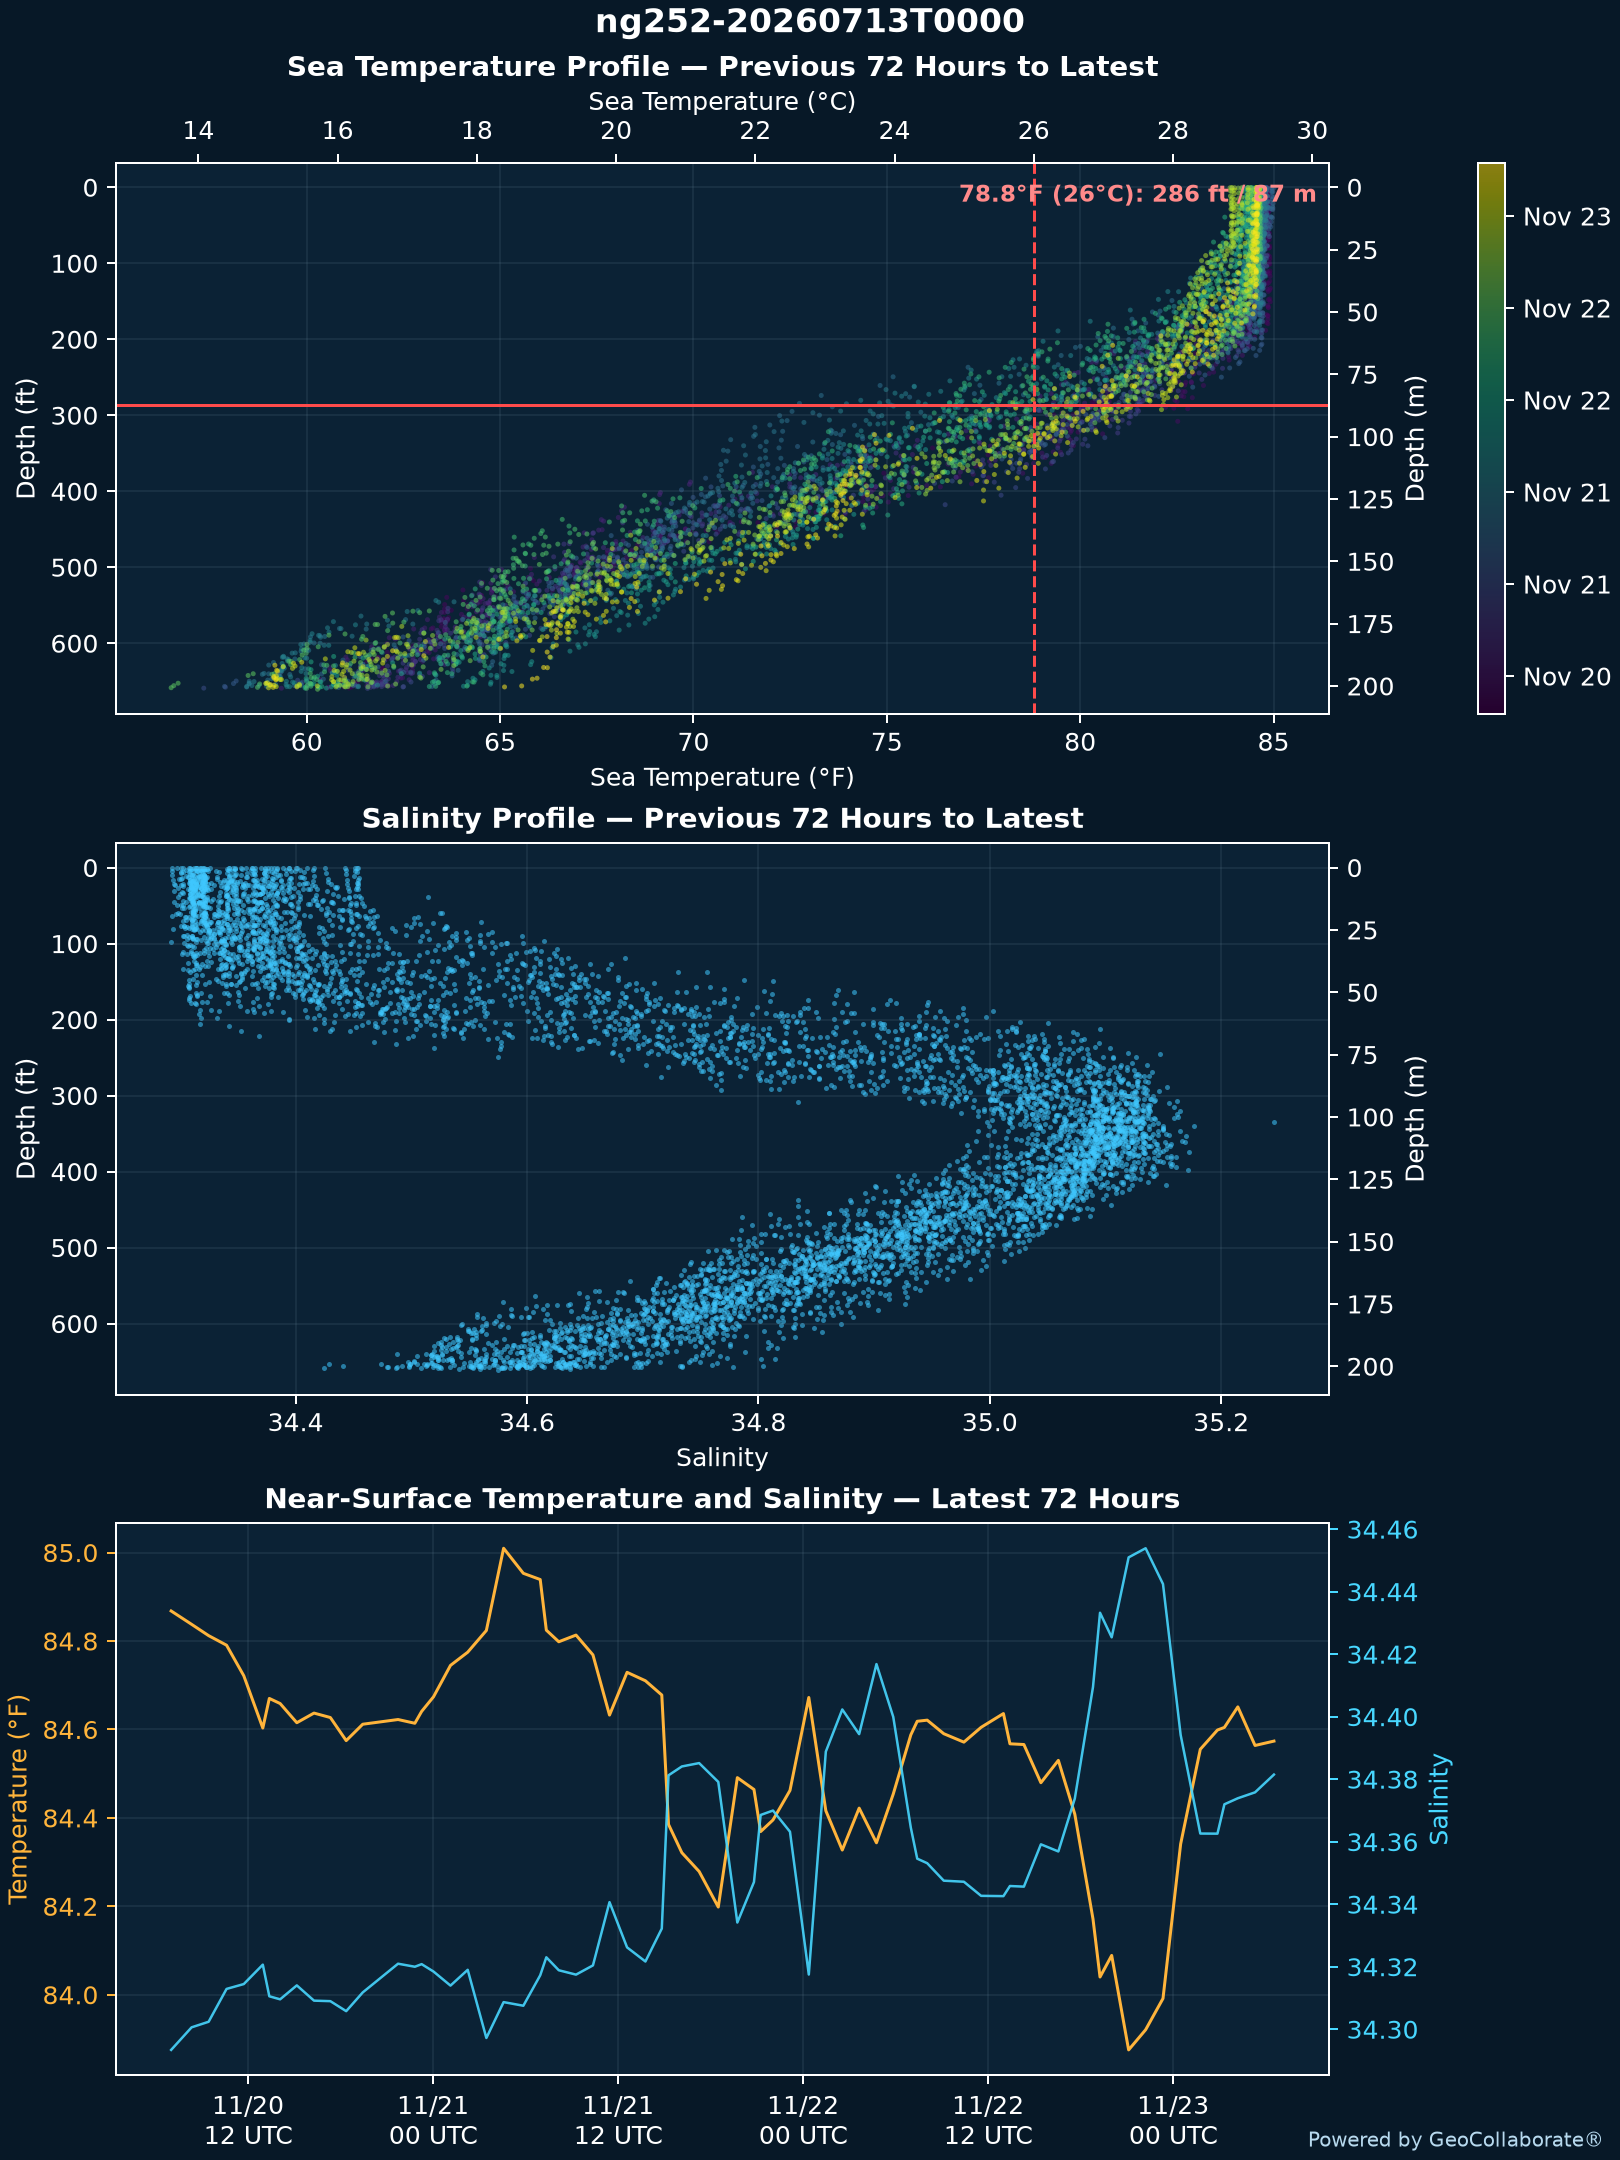 ng252-20260713T0000
Sea Temperature Profile — Previous 72 Hours to Latest
Sea Temperature (°C)
14 16 18 20 22 24 26 28 30
78.8°F (26°C): 286 ft / 87 m
0
100
200
300
400
500
600
Depth (ft)
0
25
50
75
100
125
150
175
200
Depth (m)
60 65 70 75 80 85
Sea Temperature (°F)
Nov 23
Nov 22
Nov 22
Nov 21
Nov 21
Nov 20
Salinity Profile — Previous 72 Hours to Latest
0
100
200
300
400
500
600
Depth (ft)
0
25
50
75
100
125
150
175
200
Depth (m)
34.4 34.6 34.8 35.0 35.2
Salinity
Near-Surface Temperature and Salinity — Latest 72 Hours
85.0
84.8
84.6
84.4
84.2
84.0
Temperature (°F)
34.46
34.44
34.42
34.40
34.38
34.36
34.34
34.32
34.30
Salinity
11/20 11/21 11/21 11/22 11/22 11/23
12 UTC 00 UTC 12 UTC 00 UTC 12 UTC 00 UTC
Powered by GeoCollaborate®